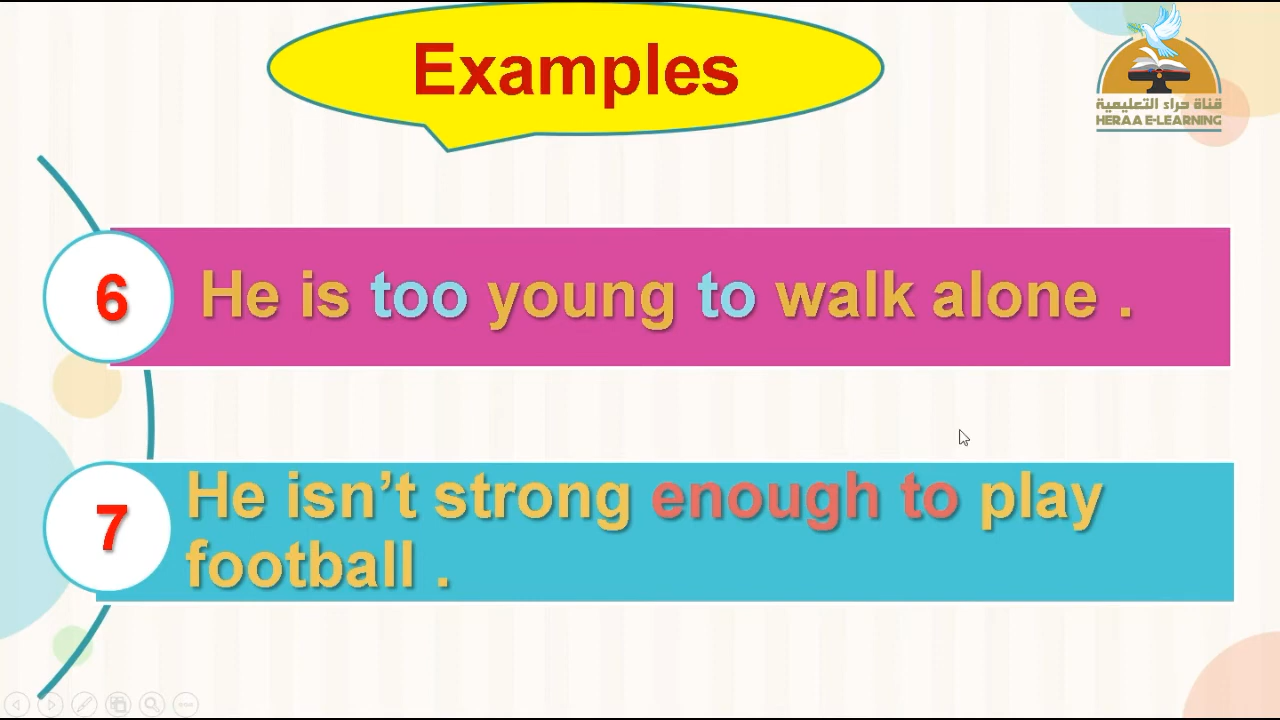 Examples
قناة حراء التعليمية
HERAA E-LEARNING
6
He is too young to walk alone .
7
He isn’t strong enough to play
football .